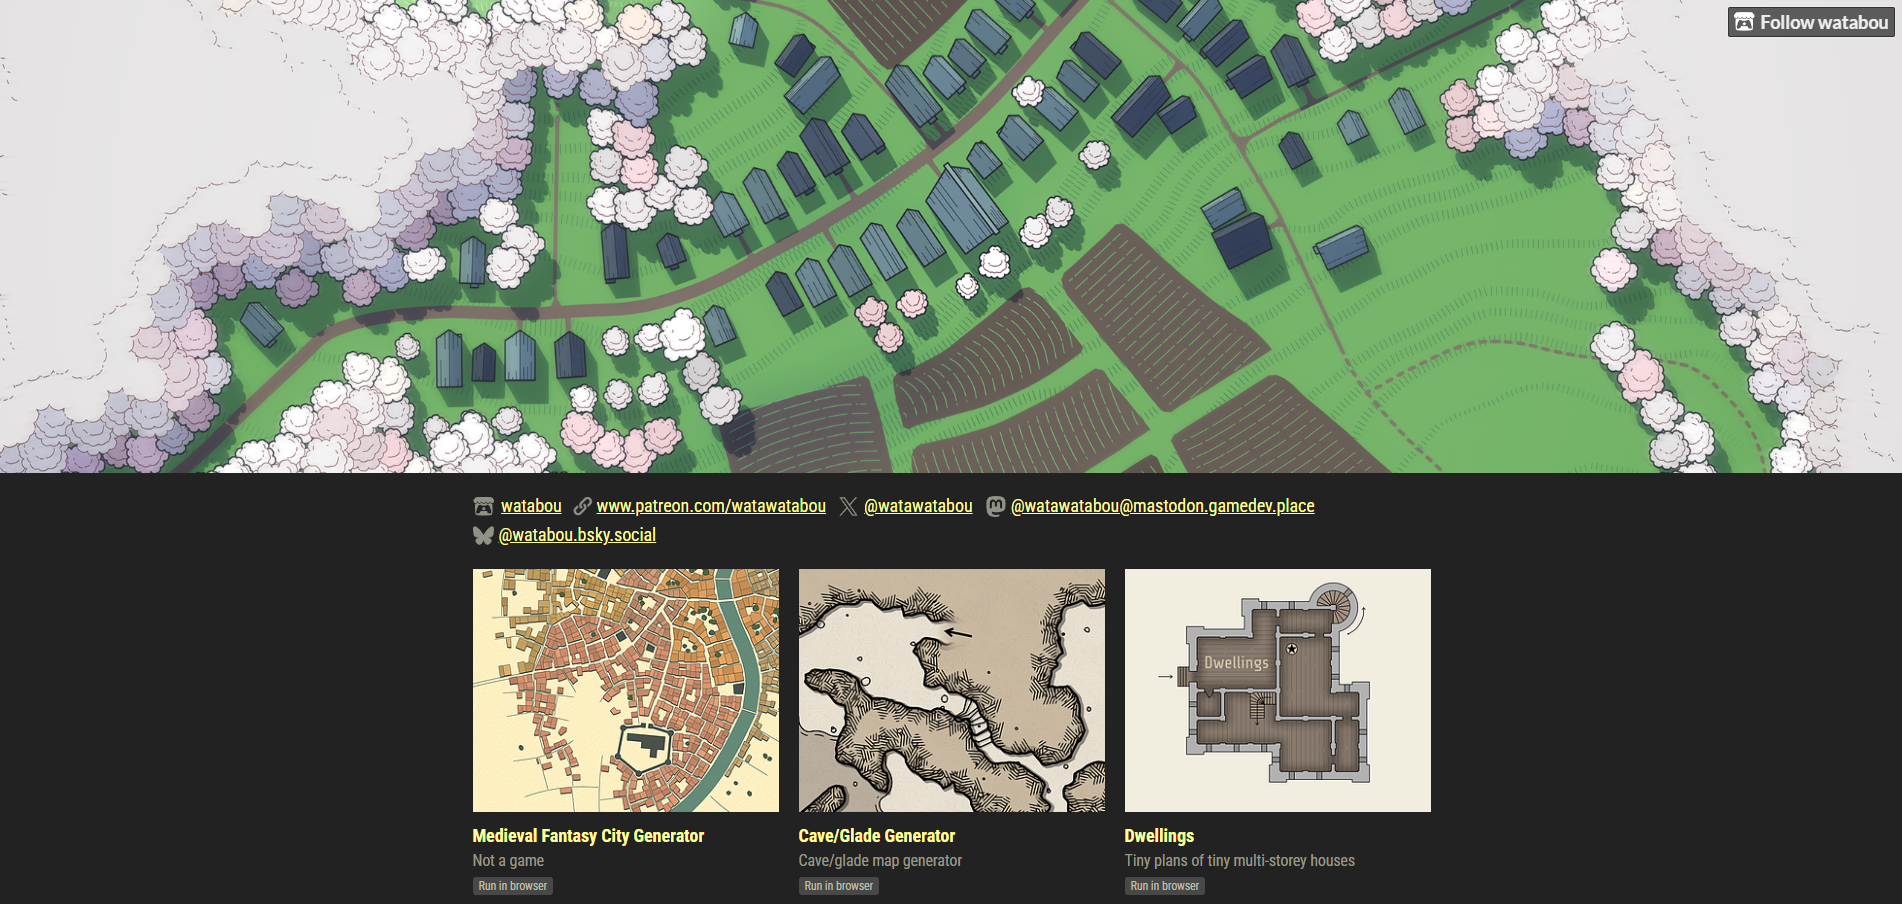 Follow watabou
watabou www.patreon.com/watawatabou @watawatabou @watawatabou@mastodon.gamedev.place
@watabou.bsky.social
Dwellings
Medieval Fantasy City Generator
Not a game
Run in browser
Cave/Glade Generator
Cave/glade map generator
Run in browser
Dwellings
Tiny plans of tiny multi-storey houses
Run in browser